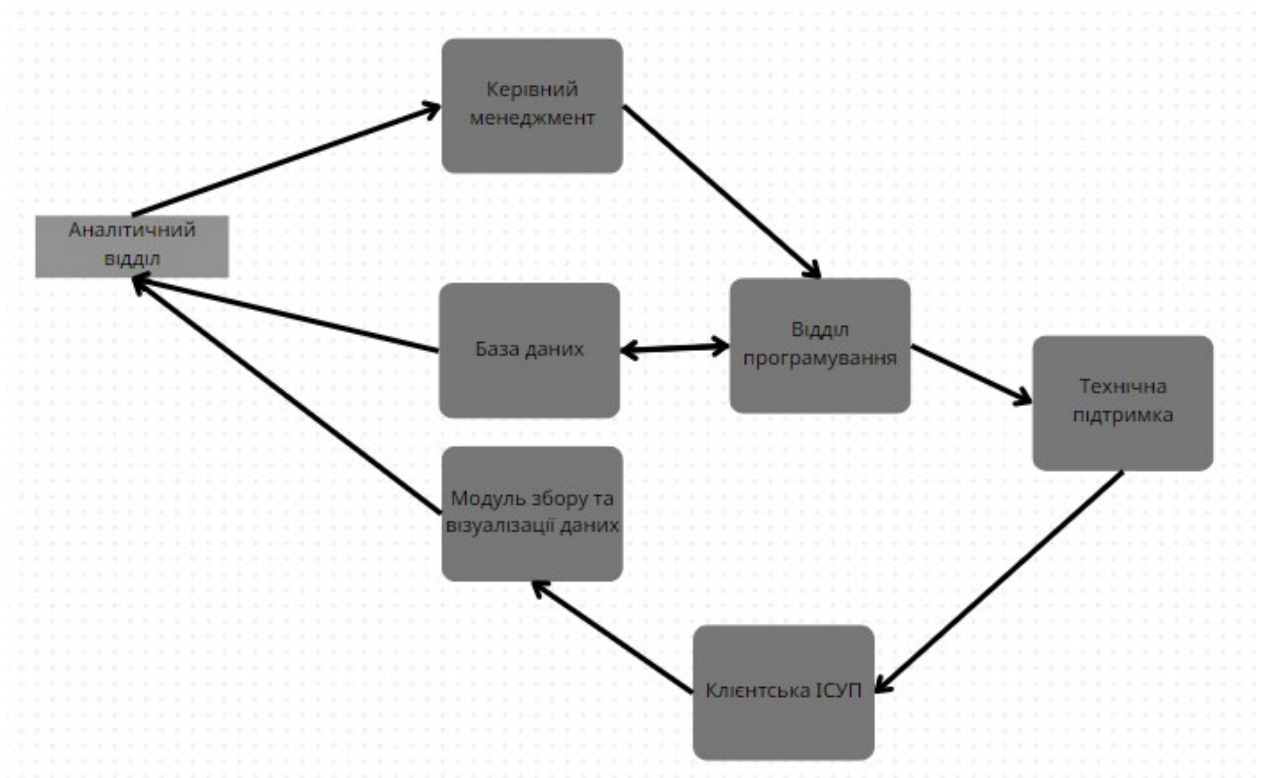 Керівний
менеджмент
Аналітичний
відділ
База даних
Відділ
програмування
Технічна
підтримка
Модуль збору та
візуалізації даних
Клієнтська ІСУП